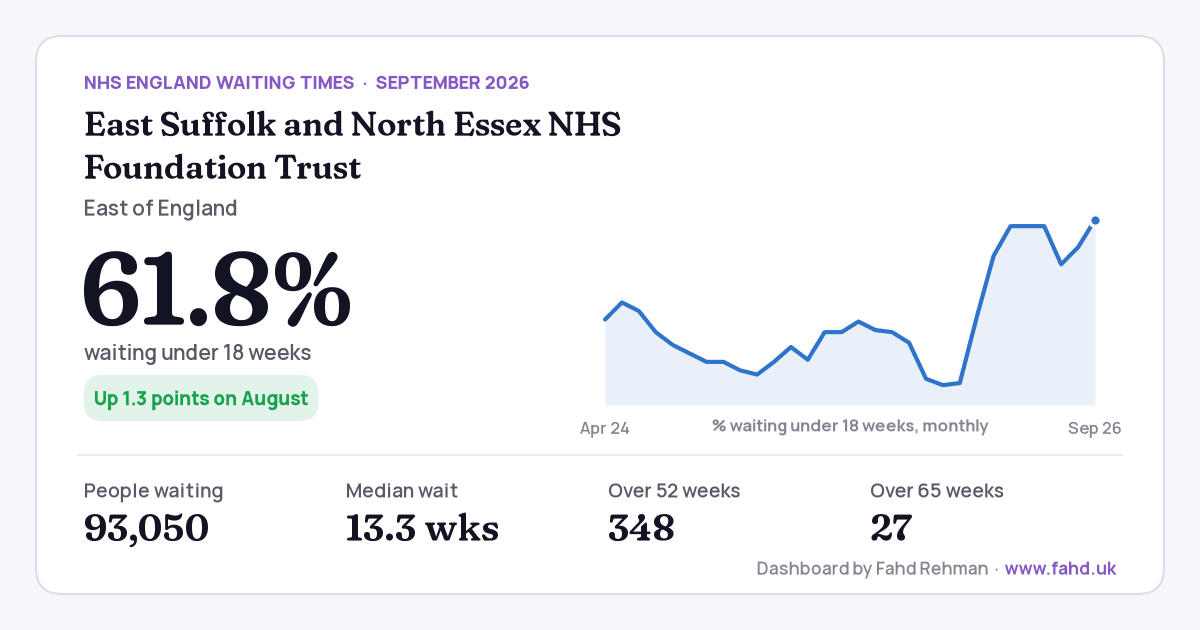 NHS ENGLAND WAITING TIMES · SEPTEMBER 2026
East Suffolk and North Essex NHS
Foundation Trust
East of England
61.8%
waiting under 18 weeks
Up 1.3 points on August
Apr 24
% waiting under 18 weeks, monthly
Sep 26
People waiting
93,050
Median wait
13.3 wks
Over 52 weeks
348
Over 65 weeks
27
Dashboard by Fahd Rehman · www.fahd.uk